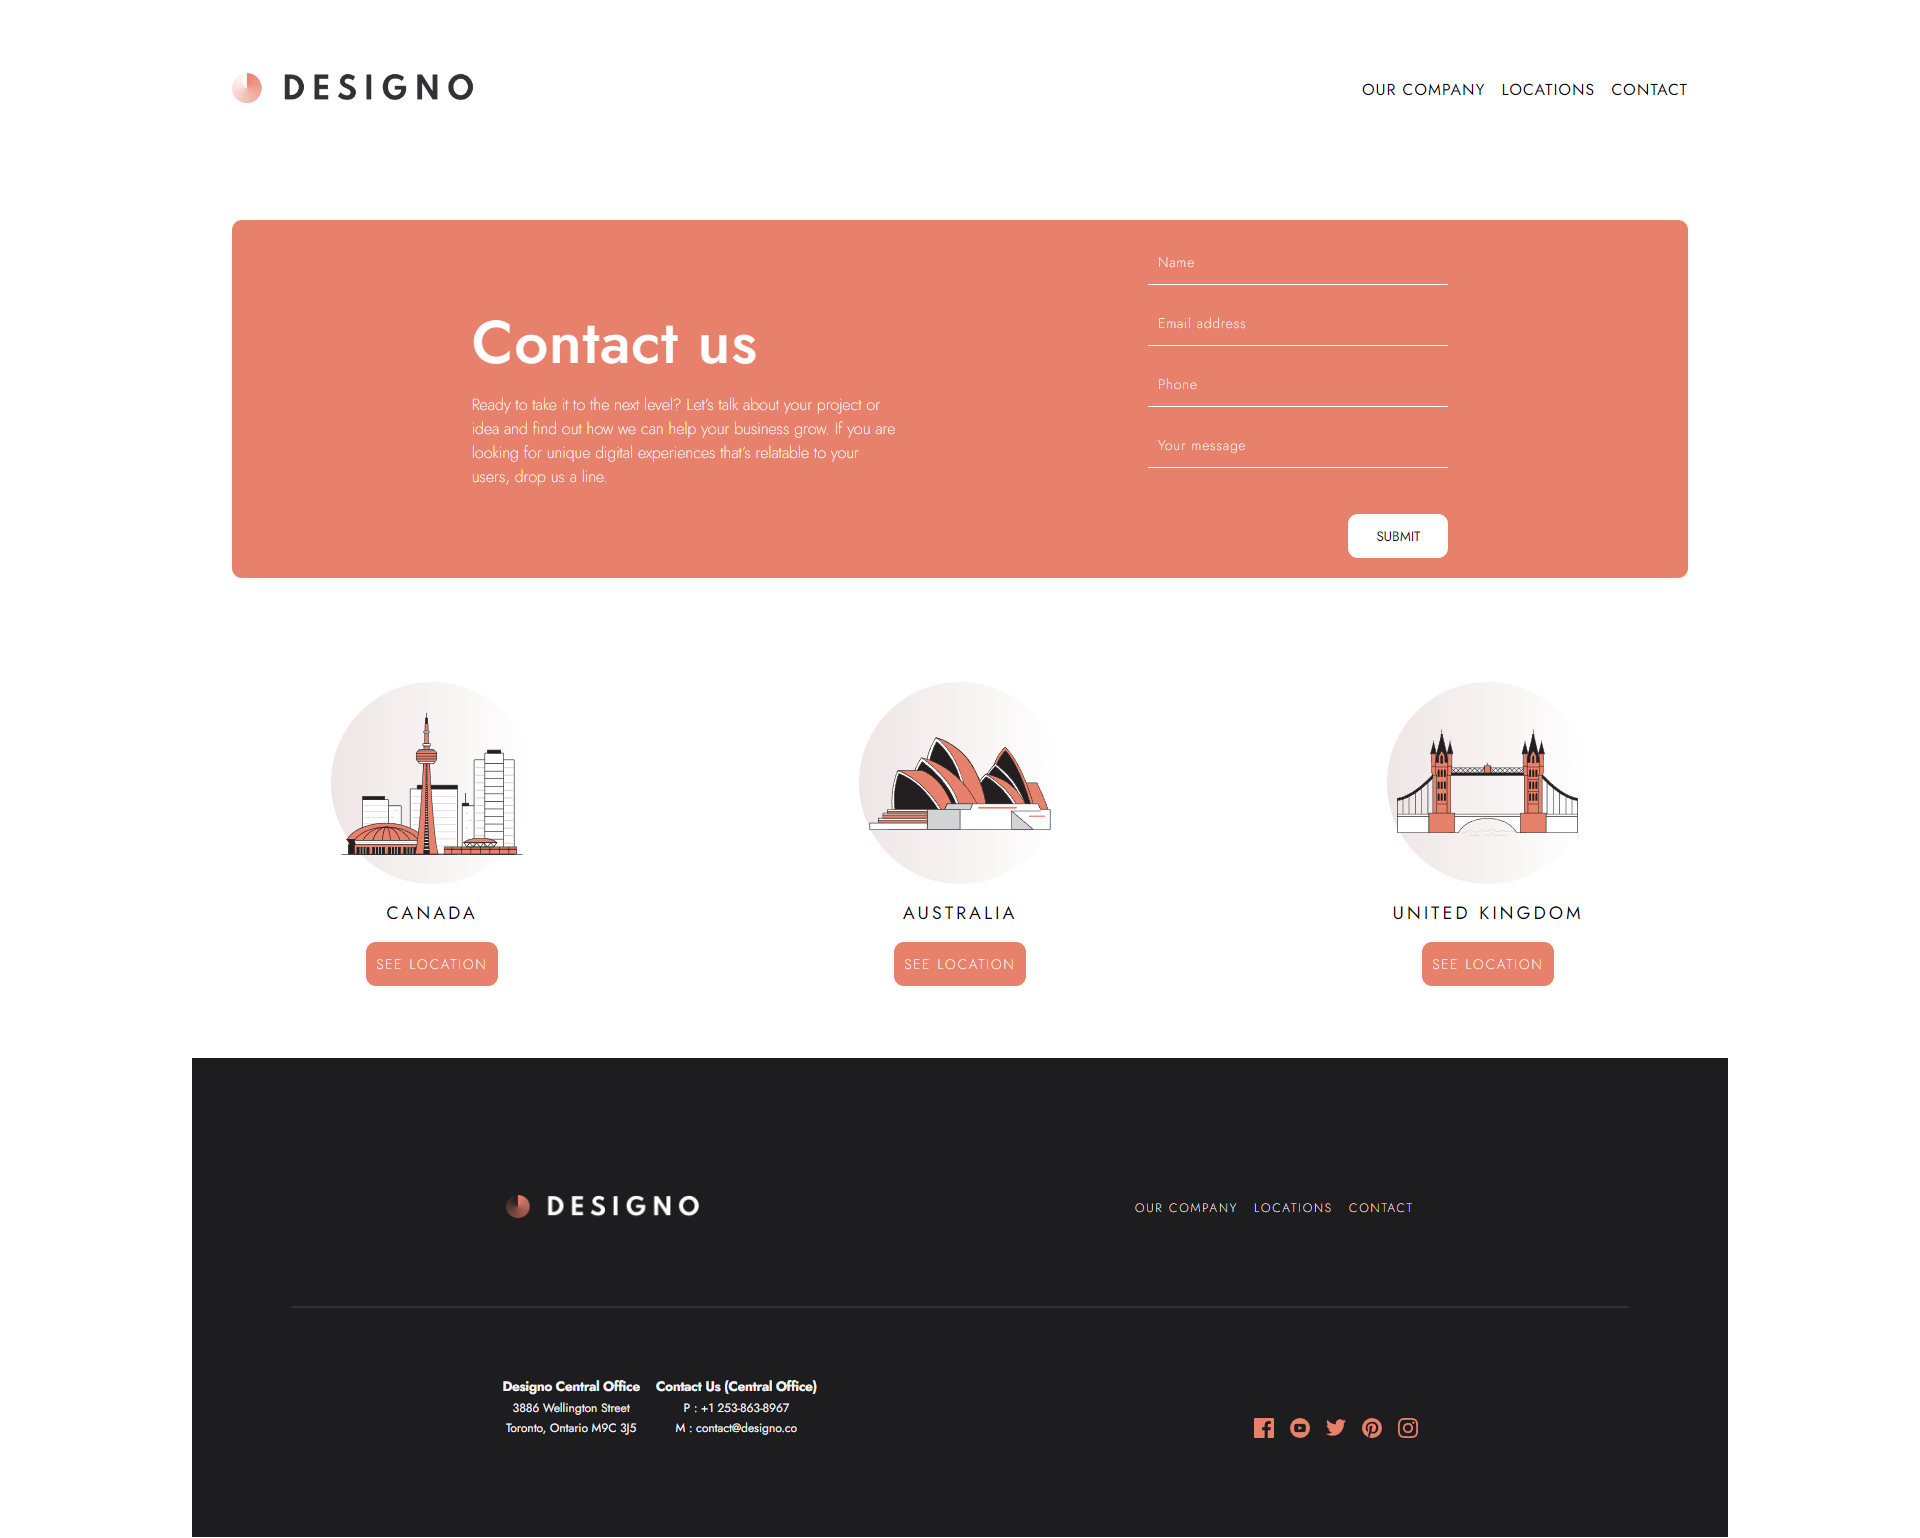 DESIGNO
OUR COMPANY LOCATIONS CONTACT
Contact us
Ready to take it to the next level? Let's talk about your project or
idea and find out how we can help your business grow. If you are
looking for unique digital experiences that's relatable to your
users, drop us a line.
Name
Email address
Phone
Your message
SUBMIT
CANADA
SEE LOCATION
AUSTRALIA
SEE LOCATION
UNITED KINGDOM
SEE LOCATION
DESIGNO
OUR COMPANY LOCATIONS CONTACT
Designo Central Office
3886 Wellington Street
Toronto, Ontario M9C 3J5
Contact Us (Central Office)
P : +1 253-863-8967
M : contact@designo.co